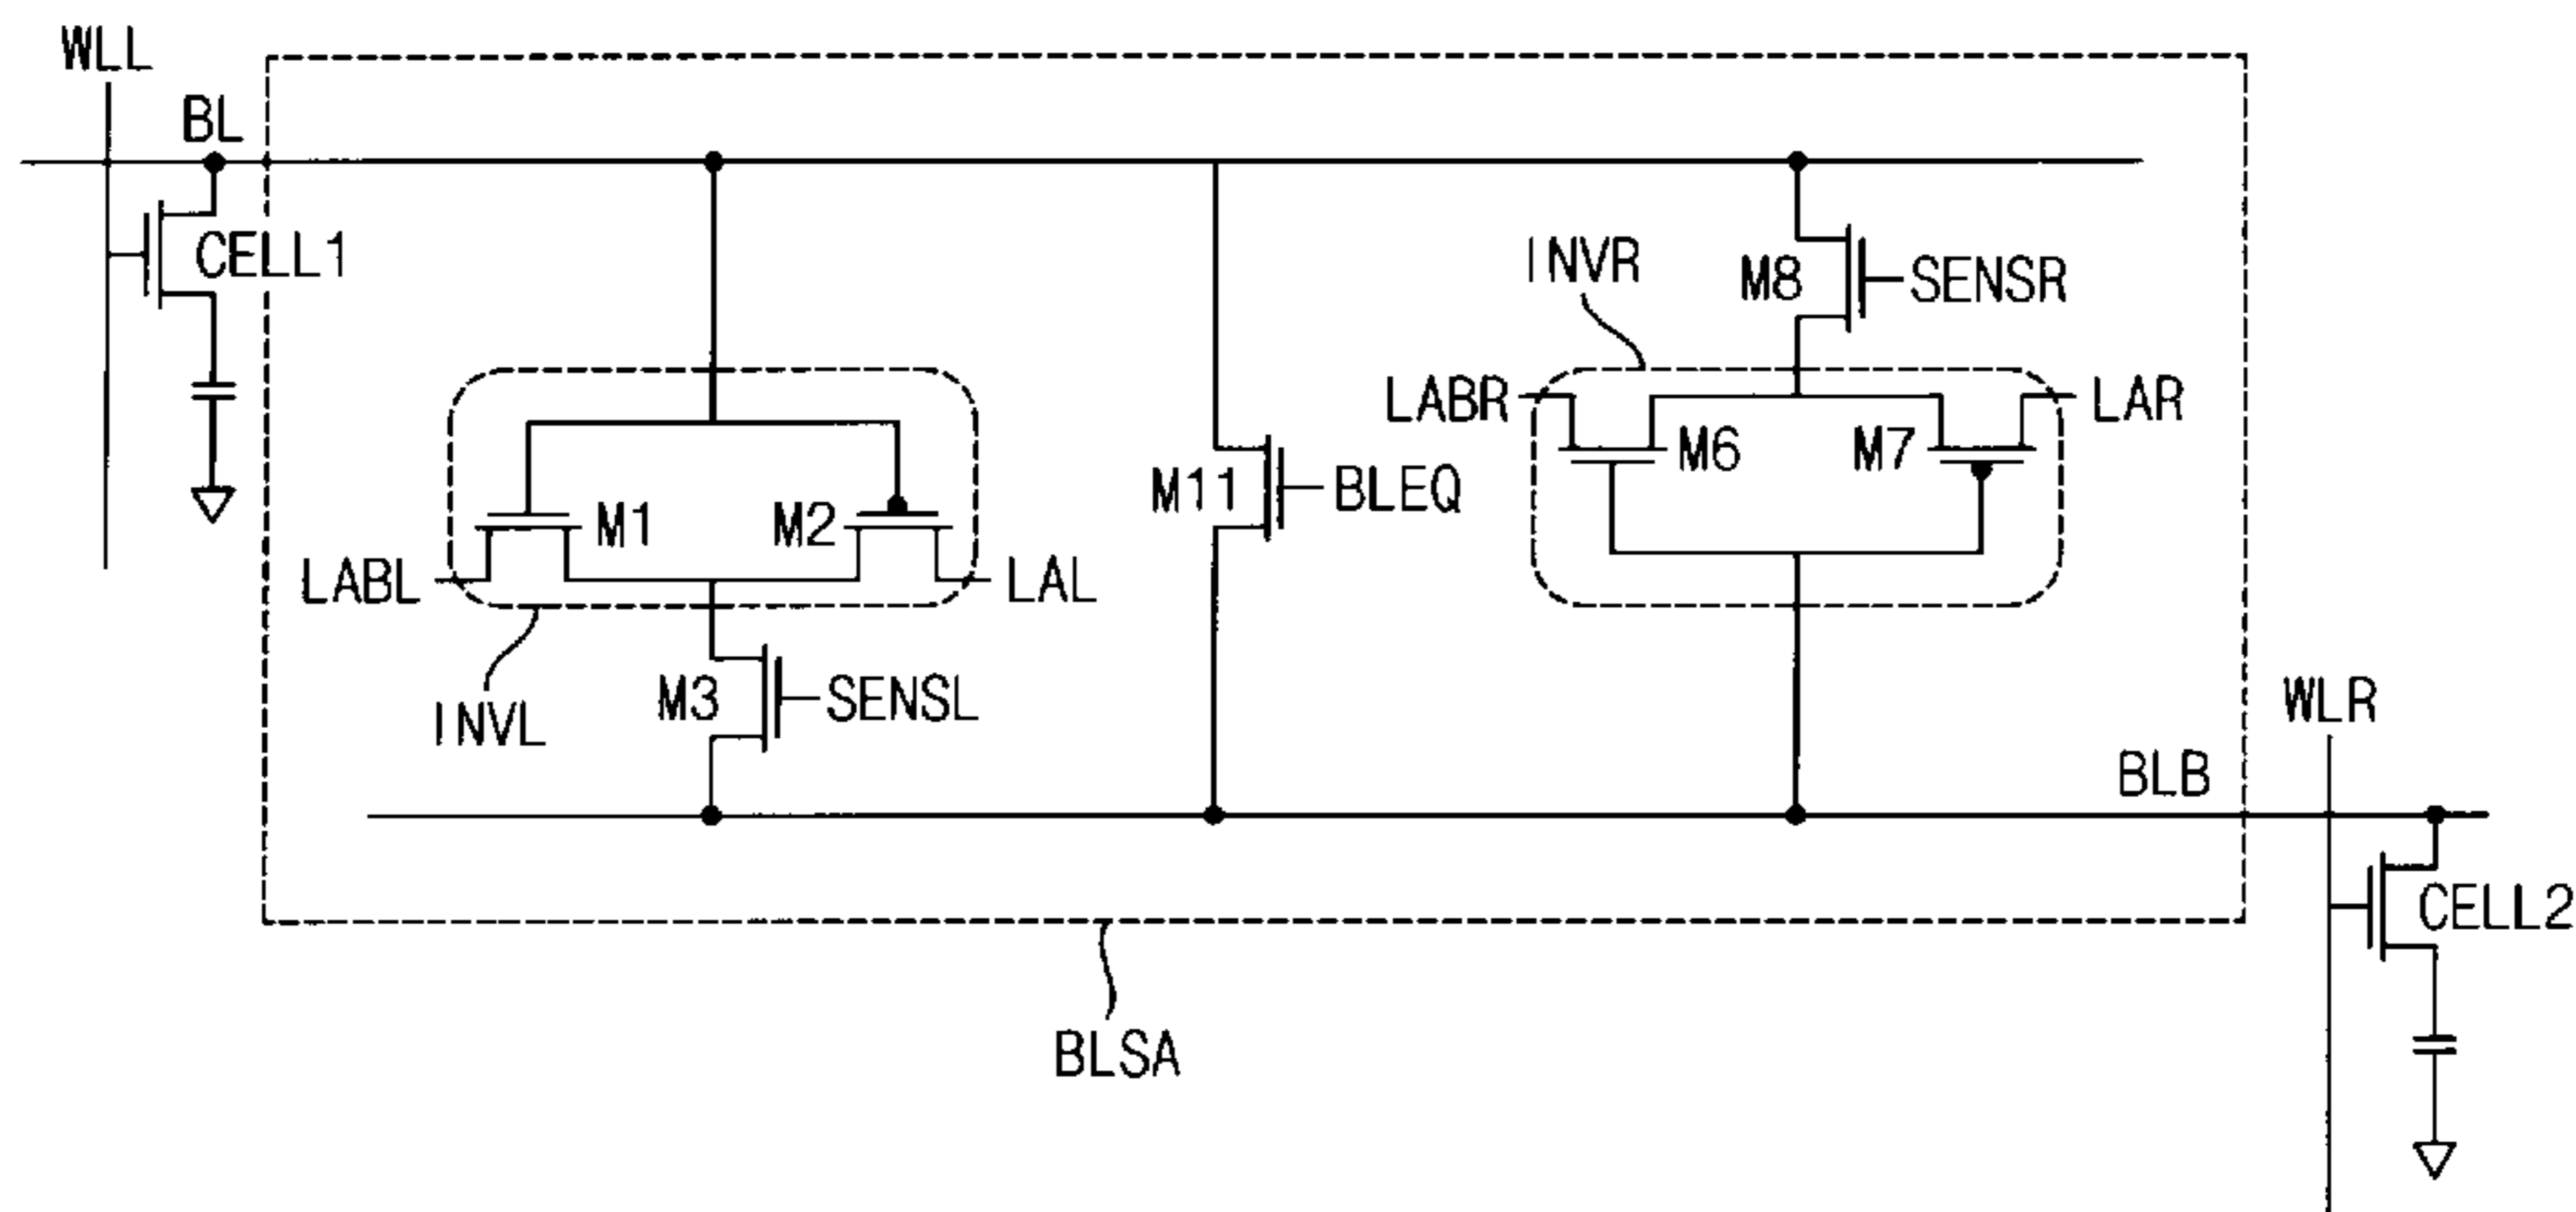 WLL
BL
CELL1
INVR
M8
SENSR
LABR
LAR
M6
M7
M1
M2
M11
BLEQ
LABL
LAL
M3
SENSL
INVL
WLR
BLB
CELL2
BLSA